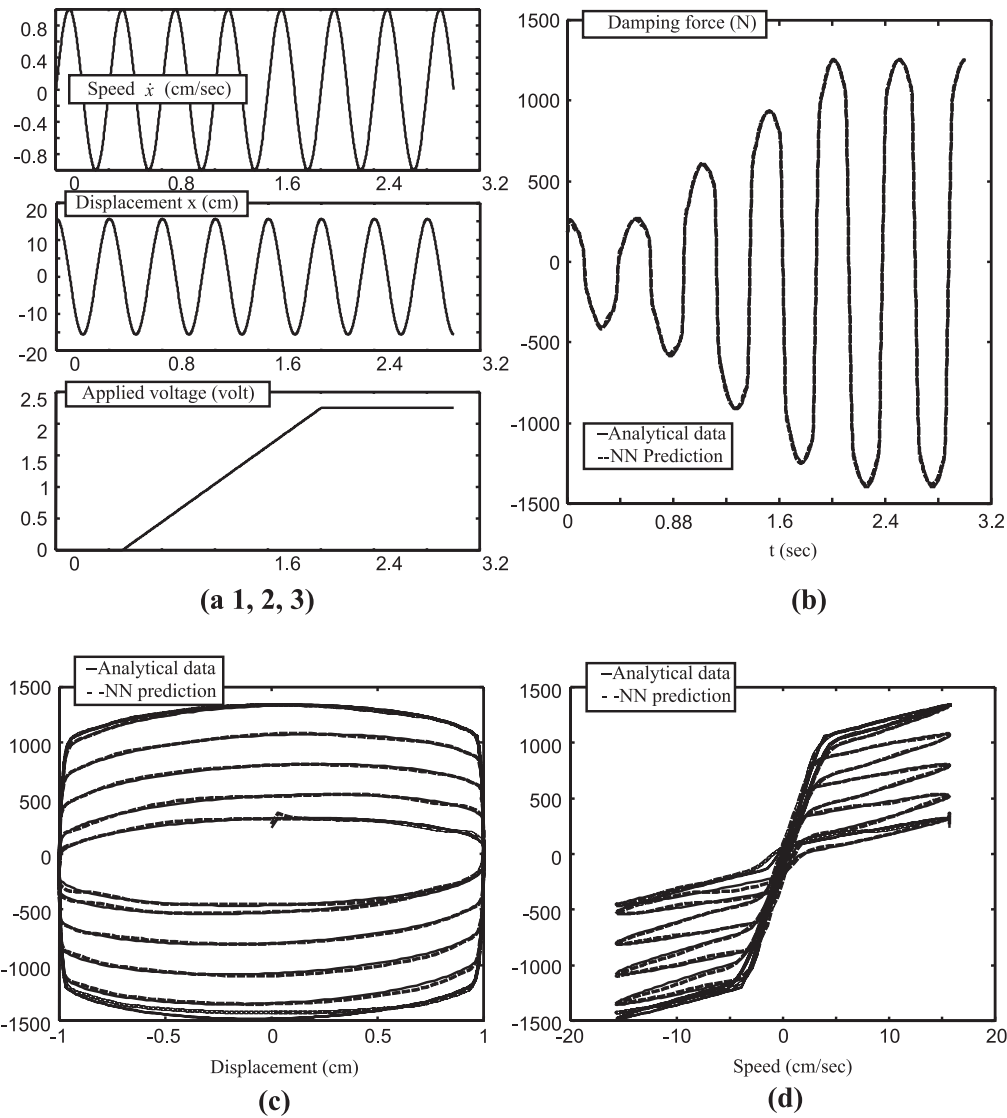 0.8
0.4
0
-0.4
-0.8
Speed ẋ (cm/sec)
0 0.8 1.6 2.4 3.2
20
10
0
-10
-20
Displacement x (cm)
0 0.8 1.6 2.4 3.2
2.5
2
1.5
1
0.5
0
Applied voltage (volt)
0 0.8 1.6 2.4 3.2
(a 1, 2, 3)
1500
1000
500
0
-500
-1000
-1500
Damping force (N)
–Analytical data
--NN Prediction
0 0.88 1.6 2.4 3.2
t (sec)
(b)
–Analytical data
- -NN prediction
1500
1000
500
0
-500
-1000
-1500
-1 -0.5 0 0.5 1
Displacement (cm)
(c)
–Analytical data
- -NN prediction
1500
1000
500
0
-500
-1000
-1500
-20 -10 0 10 20
Speed (cm/sec)
(d)